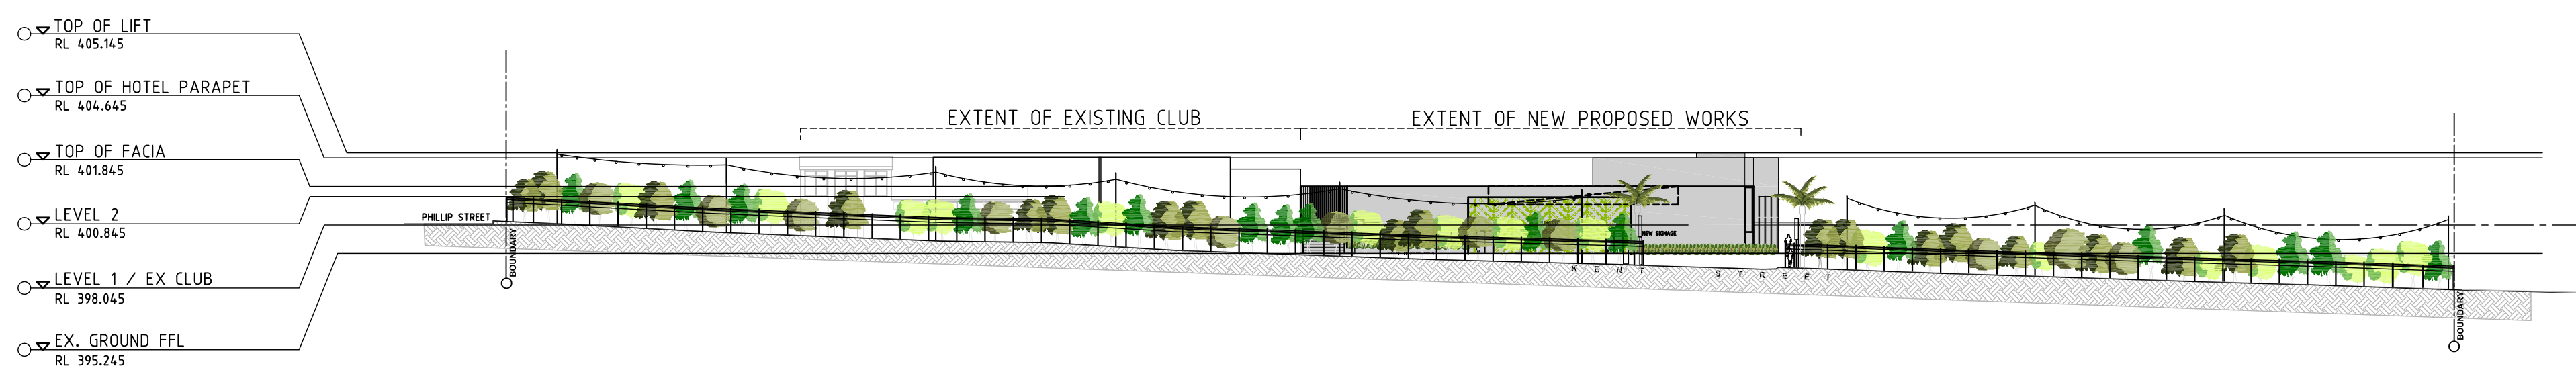 TOP OF LIFT
RL 405.145
TOP OF HOTEL PARAPET
RL 404.645
TOP OF FACIA
RL 401.845
LEVEL 2
RL 400.845
LEVEL 1 / EX CLUB
RL 398.045
EX. GROUND FFL
RL 395.245
EXTENT OF EXISTING CLUB
EXTENT OF NEW PROPOSED WORKS
PHILLIP STREET
BOUNDARY
NEW SIGNAGE
KENT STREET
BOUNDARY